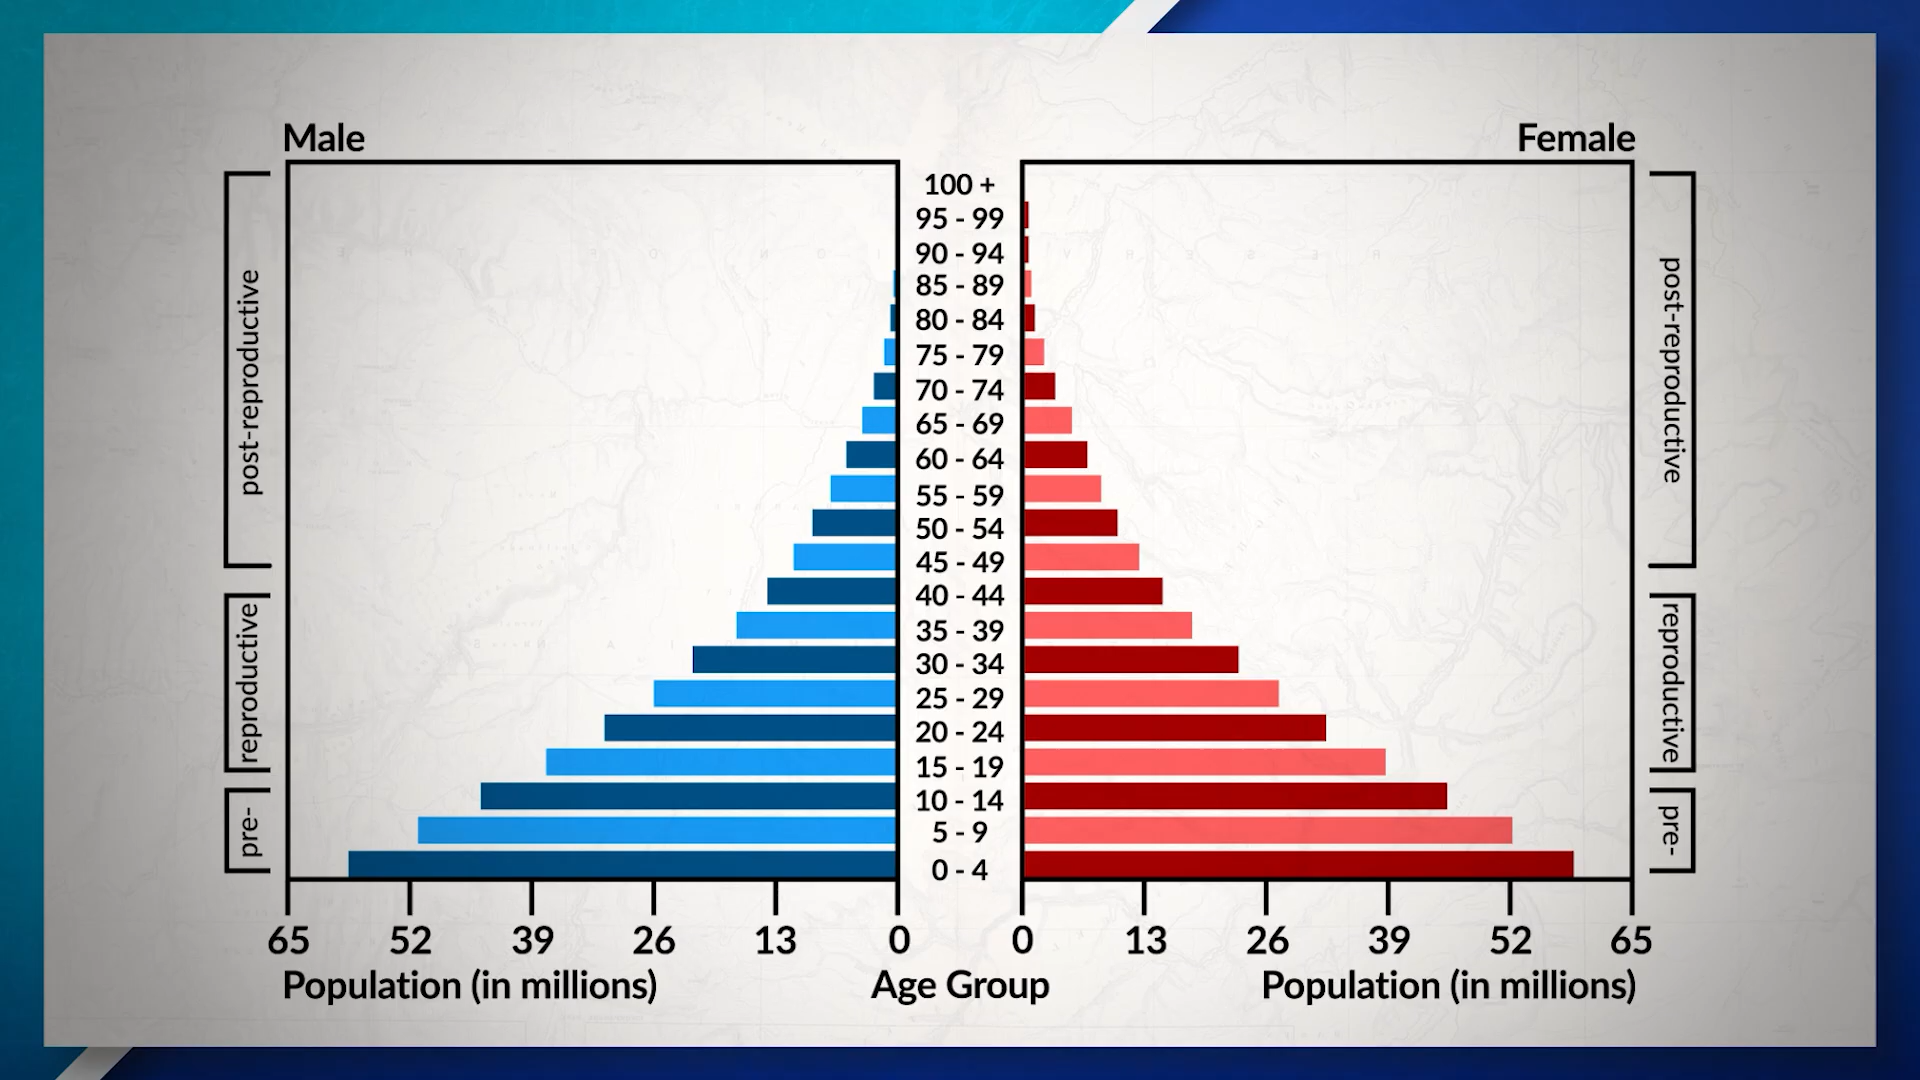 Male
Female
100 +
95 - 99
90 - 94
85 - 89
80 - 84
75 - 79
70 - 74
65 - 69
60 - 64
55 - 59
50 - 54
45 - 49
40 - 44
35 - 39
30 - 34
25 - 29
20 - 24
15 - 19
10 - 14
5 - 9
0 - 4
post-reproductive
reproductive
pre-
post-reproductive
reproductive
pre-
65 52 39 26 13 0
0 13 26 39 52 65
Population (in millions)
Age Group
Population (in millions)